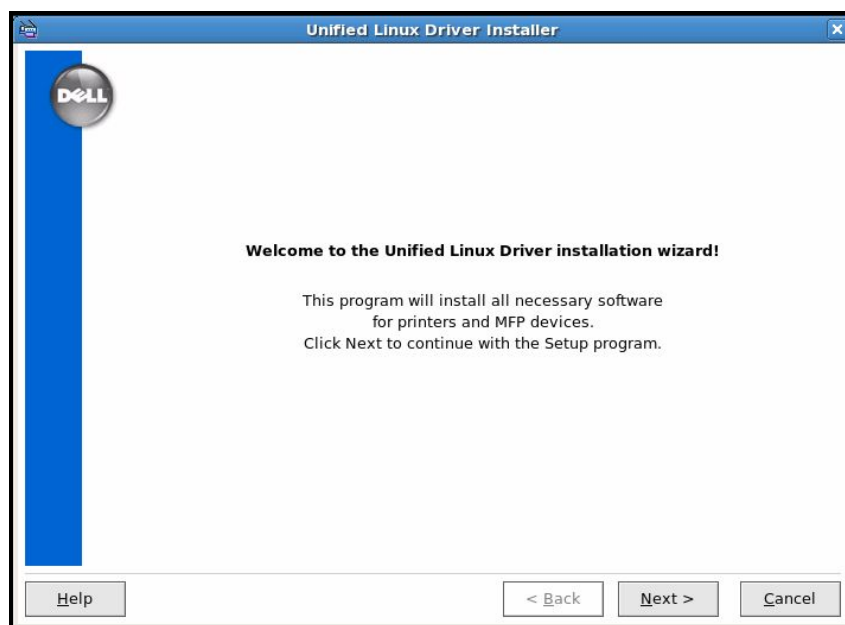 Unified Linux Driver Installer
DELL
Welcome to the Unified Linux Driver installation wizard!
This program will install all necessary software
for printers and MFP devices.
Click Next to continue with the Setup program.
Help
< Back
Next >
Cancel